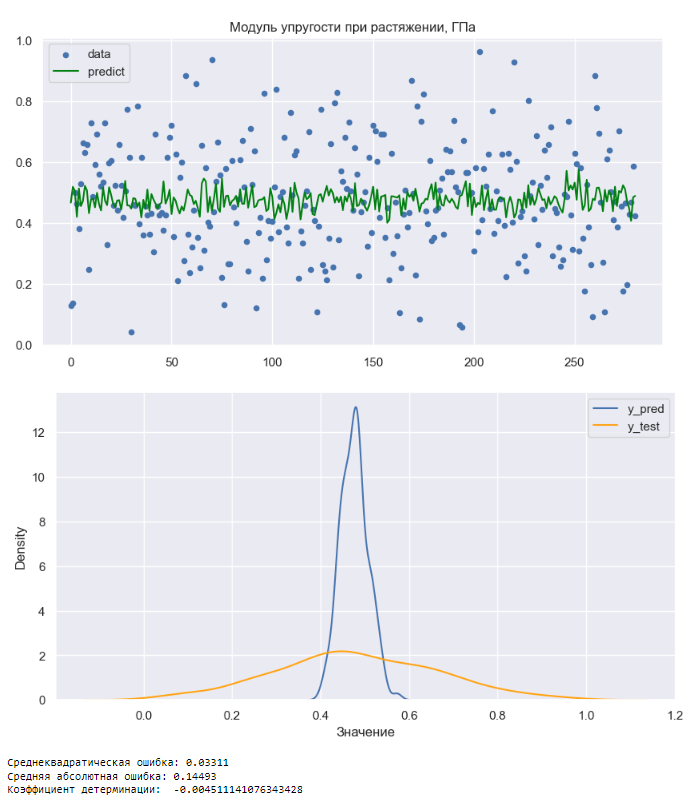 Модуль упругости при растяжении, ГПа
data
predict
1.0
0.8
0.6
0.4
0.2
0.0
0 50 100 150 200 250
y_pred
y_test
Density
12
10
8
6
4
2
0
0.0 0.2 0.4 0.6 0.8 1.0 1.2
Значение
Среднеквадратическая ошибка: 0.03311
Средняя абсолютная ошибка: 0.14493
Коэффициент детерминации: -0.004511141076343428